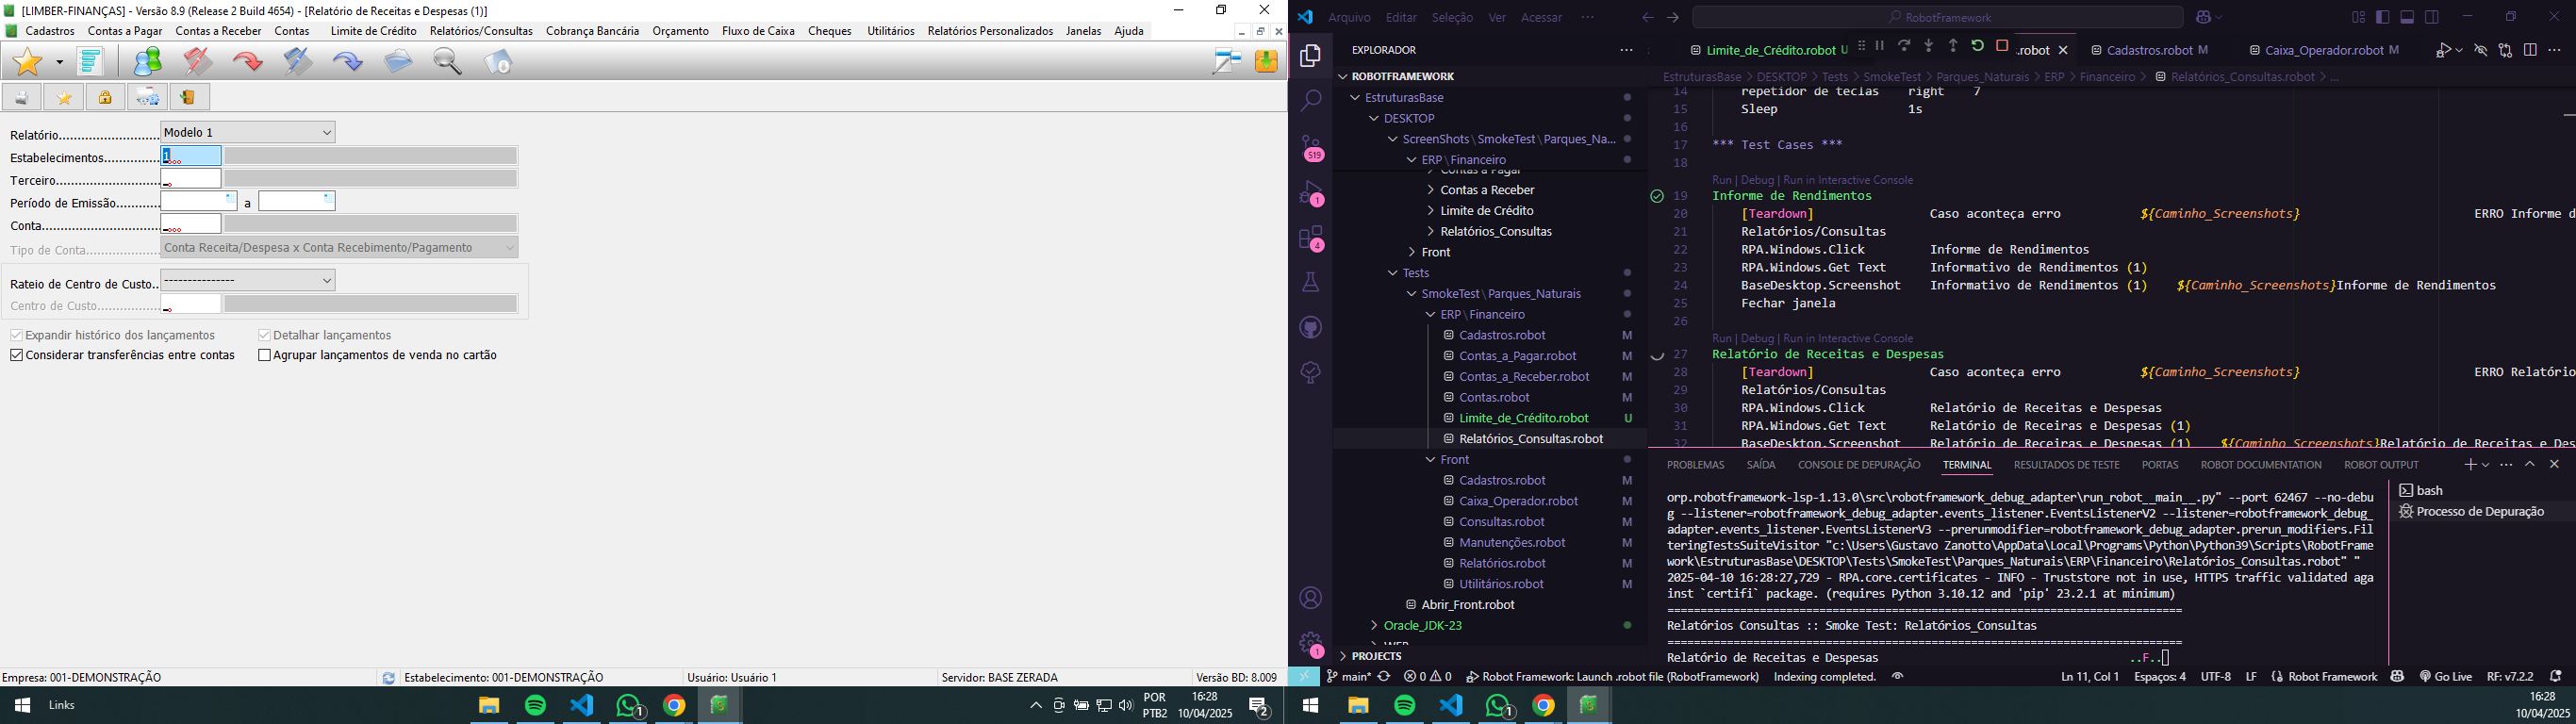 [LIMBER-FINANÇAS] - Versão 8.9 (Release 2 Build 4654) - [Relatório de Receitas e Despesas (1)]
Cadastros Contas a Pagar Contas a Receber Contas Limite de Crédito Relatórios/Consultas Cobrança Bancária Orçamento Fluxo de Caixa Cheques Utilitários Relatórios Personalizados Janelas Ajuda
Relatório............................ Modelo 1
Estabelecimentos............... 1
Terceiro.............................
Período de Emissão............ a
Conta.................................
Tipo de Conta.................... Conta Receita/Despesa x Conta Recebimento/Pagamento
Rateio de Centro de Custo.. ---------------
Centro de Custo.................
Expandir histórico dos lançamentos Detalhar lançamentos
Considerar transferências entre contas Agrupar lançamentos de venda no cartão
Empresa: 001-DEMONSTRAÇÃO Estabelecimento: 001-DEMONSTRAÇÃO Usuário: Usuário 1 Servidor: BASE ZERADA Versão BD: 8.009
Links
1
POR
PTB2
16:28
10/04/2025
2
Arquivo Editar Seleção Ver Acessar ···
RobotFramework
EXPLORADOR
ROBOTFRAMEWORK
EstruturasBase
DESKTOP
ScreenShots\SmokeTest\Parques_Na...
ERP\Financeiro
Contas a Pagar
Contas a Receber
Limite de Crédito
Relatórios_Consultas
Front
Tests
SmokeTest\Parques_Naturais
ERP\Financeiro
Cadastros.robot M
Contas_a_Pagar.robot M
Contas_a_Receber.robot M
Contas.robot M
Limite_de_Crédito.robot U
Relatórios_Consultas.robot
Front
Cadastros.robot M
Caixa_Operador.robot M
Consultas.robot M
Manutenções.robot M
Relatórios.robot M
Utilitários.robot M
Abrir_Front.robot
Oracle_JDK-23
PROJECTS
519
1
4
1
Limite_de_Crédito.robot U
.robot
Cadastros.robot M
Caixa_Operador.robot M
EstruturasBase > DESKTOP > Tests > SmokeTest > Parques_Naturais > ERP > Financeiro > Relatórios_Consultas.robot > ...
14 repetidor de teclas right 7
15 Sleep 1s
16
17 *** Test Cases ***
18
Run | Debug | Run in Interactive Console
19 Informe de Rendimentos
20 [Teardown] Caso aconteça erro ${Caminho_Screenshots} ERRO Informe d
21 Relatórios/Consultas
22 RPA.Windows.Click Informe de Rendimentos
23 RPA.Windows.Get Text Informativo de Rendimentos (1)
24 BaseDesktop.Screenshot Informativo de Rendimentos (1) ${Caminho_Screenshots}Informe de Rendimentos
25 Fechar janela
26
Run | Debug | Run in Interactive Console
27 Relatório de Receitas e Despesas
28 [Teardown] Caso aconteça erro ${Caminho_Screenshots} ERRO Relatório
29 Relatórios/Consultas
30 RPA.Windows.Click Relatório de Receitas e Despesas
31 RPA.Windows.Get Text Relatório de Receiras e Despesas (1)
32 BaseDesktop.Screenshot Relatório de Receitas e Despesas (1) ${Caminho_Screenshots}Relatório de Receitas e Des
PROBLEMAS SAÍDA CONSOLE DE DEPURAÇÃO TERMINAL RESULTADOS DE TESTE PORTAS ROBOT DOCUMENTATION ROBOT OUTPUT
orp.robotframework-lsp-1.13.0\src\robotframework_debug_adapter\run_robot__main__.py" --port 62467 --no-debu
g --listener=robotframework_debug_adapter.events_listener.EventsListenerV2 --listener=robotframework_debug_
adapter.events_listener.EventsListenerV3 --prerunmodifier=robotframework_debug_adapter.prerun_modifiers.Fil
teringTestsSuiteVisitor "c:\Users\Gustavo Zanotto\AppData\Local\Programs\Python\Python39\Scripts\RobotFrame
work\EstruturasBase\DESKTOP\Tests\SmokeTest\Parques_Naturais\ERP\Financeiro\Relatórios_Consultas.robot" "
2025-04-10 16:28:27,729 - RPA.core.certificates - INFO - Truststore not in use, HTTPS traffic validated aga
inst `certifi` package. (requires Python 3.10.12 and 'pip' 23.2.1 at minimum)
==============================================================================
Relatórios Consultas :: Smoke Test: Relatórios_Consultas
==============================================================================
Relatório de Receitas e Despesas ..F..
bash
Processo de Depuração
main* 0 0 Robot Framework: Launch .robot file (RobotFramework) Indexing completed. Ln 11, Col 1 Espaços: 4 UTF-8 LF Robot Framework Go Live RF: v7.2.2
1
16:28
10/04/2025